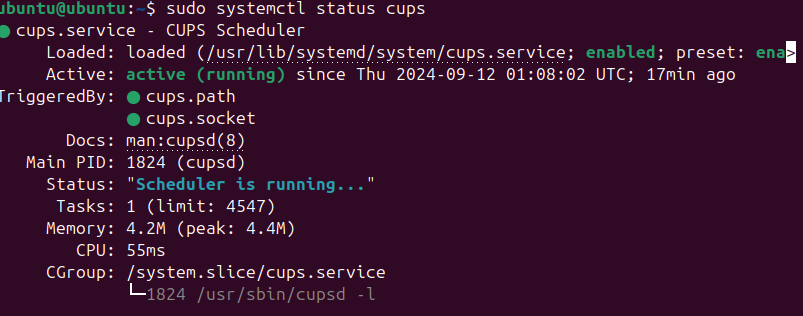 ubuntu@ubuntu:~$ sudo systemctl status cups
● cups.service - CUPS Scheduler
Loaded: loaded (/usr/lib/systemd/system/cups.service; enabled; preset: ena>
Active: active (running) since Thu 2024-09-12 01:08:02 UTC; 17min ago
TriggeredBy: ● cups.path
● cups.socket
Docs: man:cupsd(8)
Main PID: 1824 (cupsd)
Status: "Scheduler is running..."
Tasks: 1 (limit: 4547)
Memory: 4.2M (peak: 4.4M)
CPU: 55ms
CGroup: /system.slice/cups.service
└─1824 /usr/sbin/cupsd -l